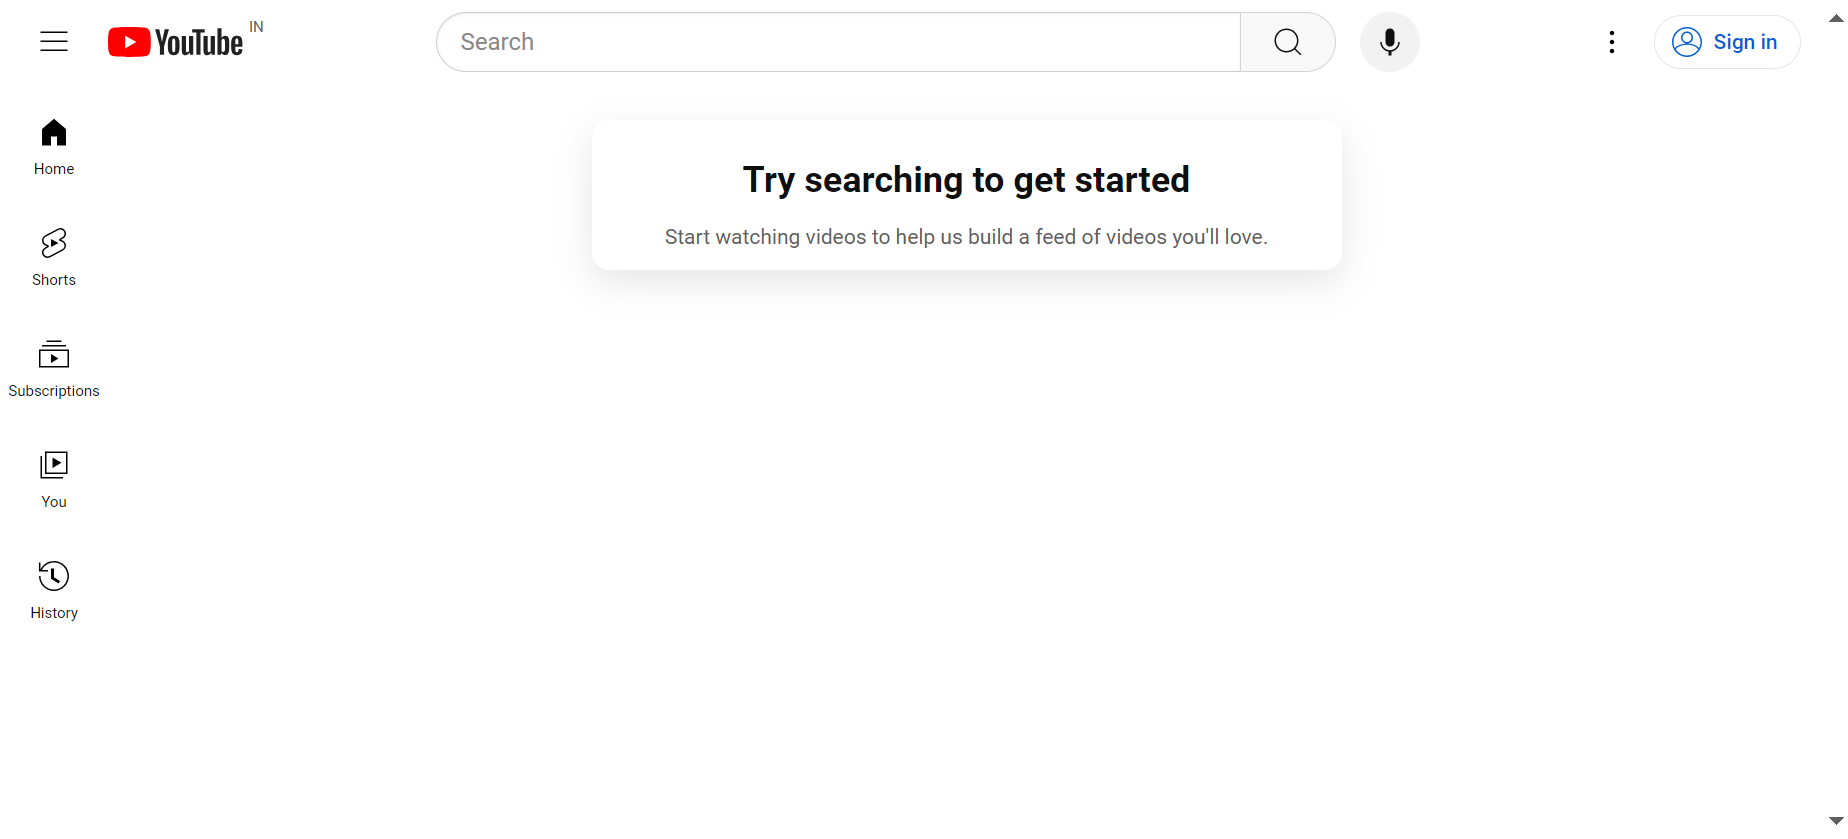 YouTube IN
Search
Sign in
Home
Shorts
Subscriptions
You
History
Try searching to get started
Start watching videos to help us build a feed of videos you'll love.